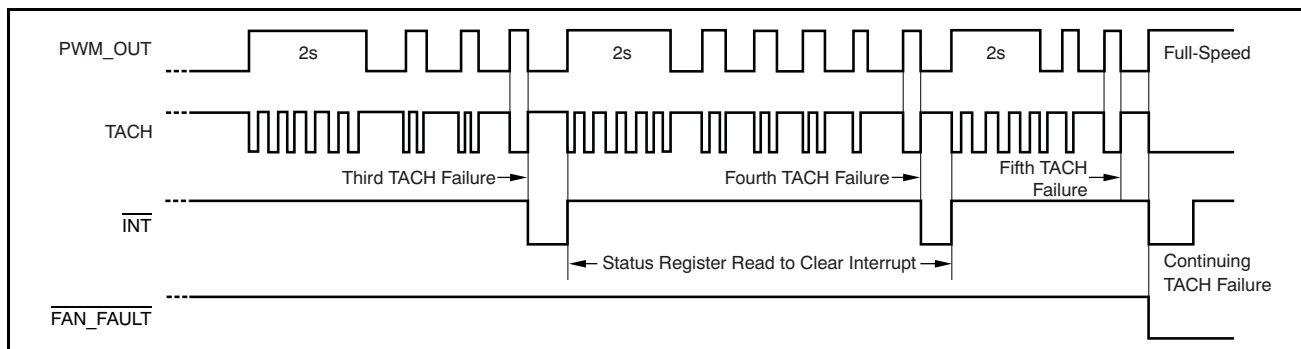 PWM_OUT
2s
2s
2s
Full-Speed
TACH
Third TACH Failure
Fourth TACH Failure
Fifth TACH
Failure
INT
Status Register Read to Clear Interrupt
Continuing
TACH Failure
FAN_FAULT